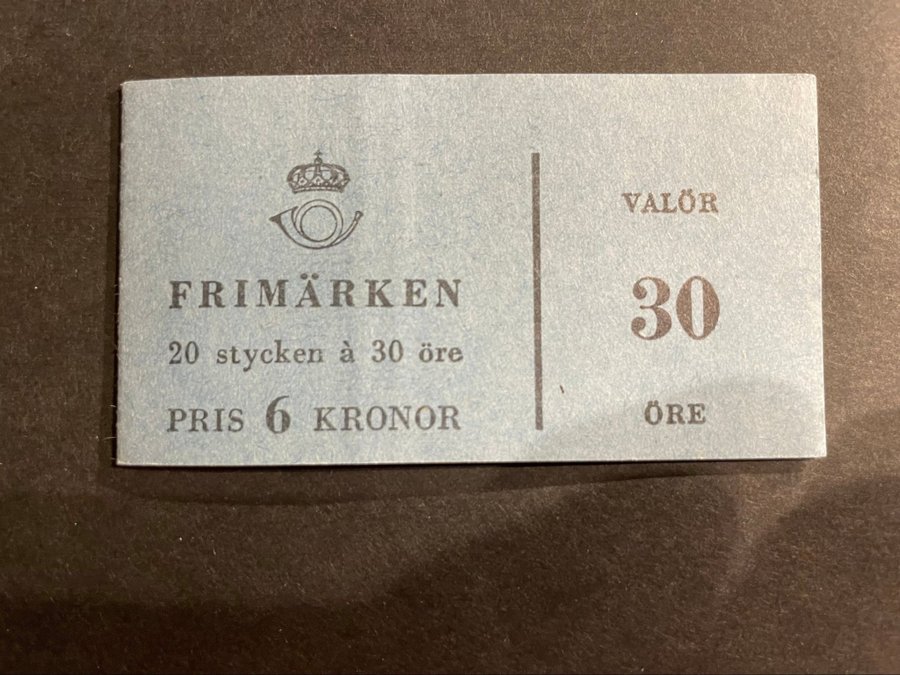 FRIMÄRKEN
20 stycken à 30 öre
PRIS 6 KRONOR
VALÖR
30
ÖRE